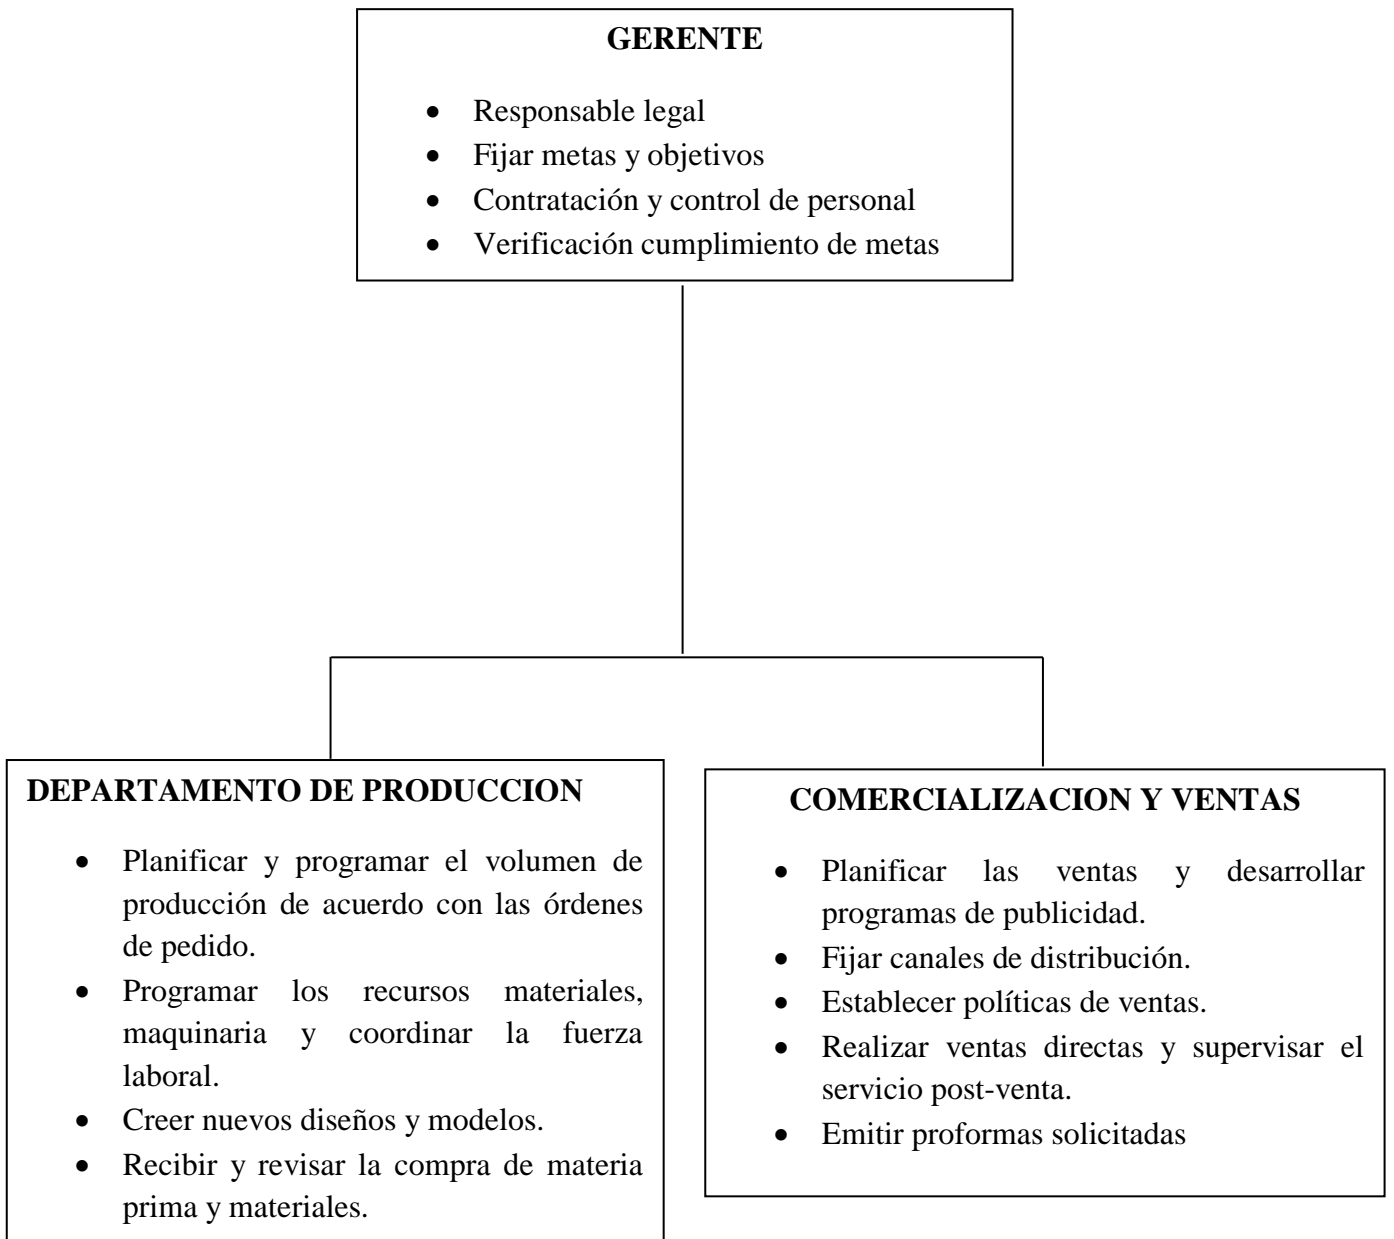 GERENTE
• Responsable legal
• Fijar metas y objetivos
• Contratación y control de personal
• Verificación cumplimiento de metas
DEPARTAMENTO DE PRODUCCION
• Planificar y programar el volumen de
producción de acuerdo con las órdenes
de pedido.
• Programar los recursos materiales,
maquinaria y coordinar la fuerza
laboral.
• Creer nuevos diseños y modelos.
• Recibir y revisar la compra de materia
prima y materiales.
COMERCIALIZACION Y VENTAS
• Planificar las ventas y desarrollar
programas de publicidad.
• Fijar canales de distribución.
• Establecer políticas de ventas.
• Realizar ventas directas y supervisar el
servicio post-venta.
• Emitir proformas solicitadas